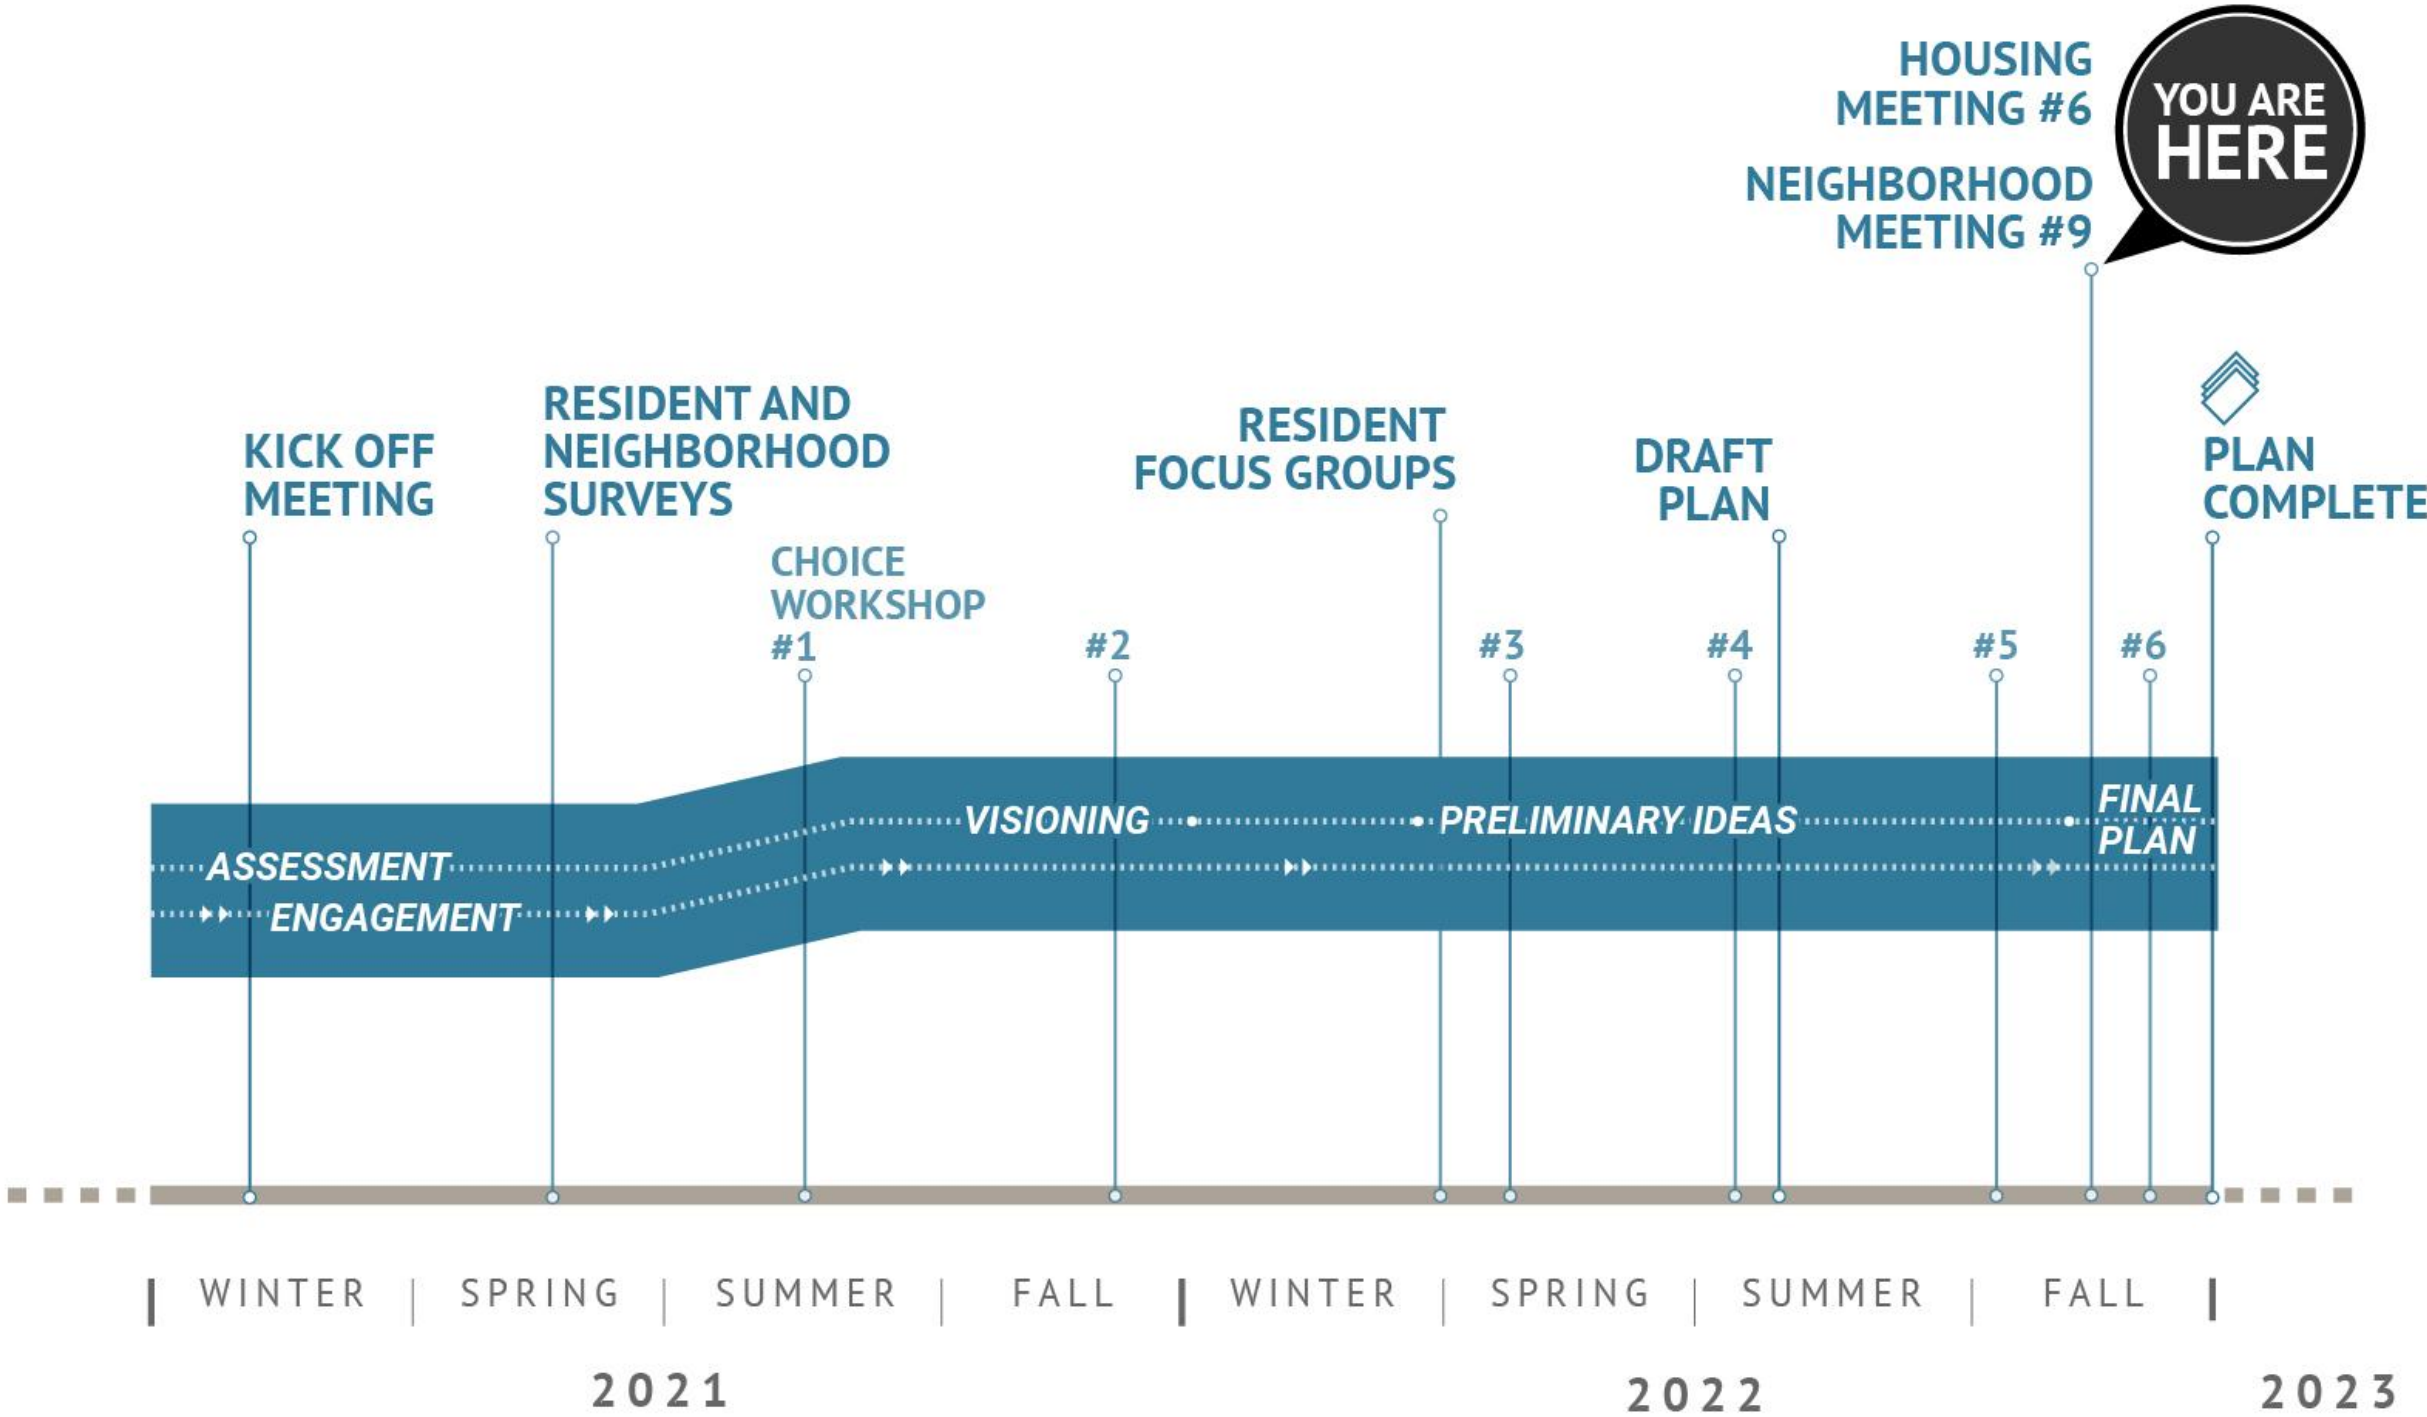 HOUSING
MEETING #6
NEIGHBORHOOD
MEETING #9
YOU ARE
HERE
KICK OFF
MEETING
RESIDENT AND
NEIGHBORHOOD
SURVEYS
CHOICE
WORKSHOP
#1
#2
RESIDENT
FOCUS GROUPS
#3
DRAFT
PLAN
#4
#5
#6
PLAN
COMPLETE
ASSESSMENT
ENGAGEMENT
VISIONING
PRELIMINARY IDEAS
FINAL
PLAN
WINTER SPRING SUMMER FALL WINTER SPRING SUMMER FALL
2021 2022 2023